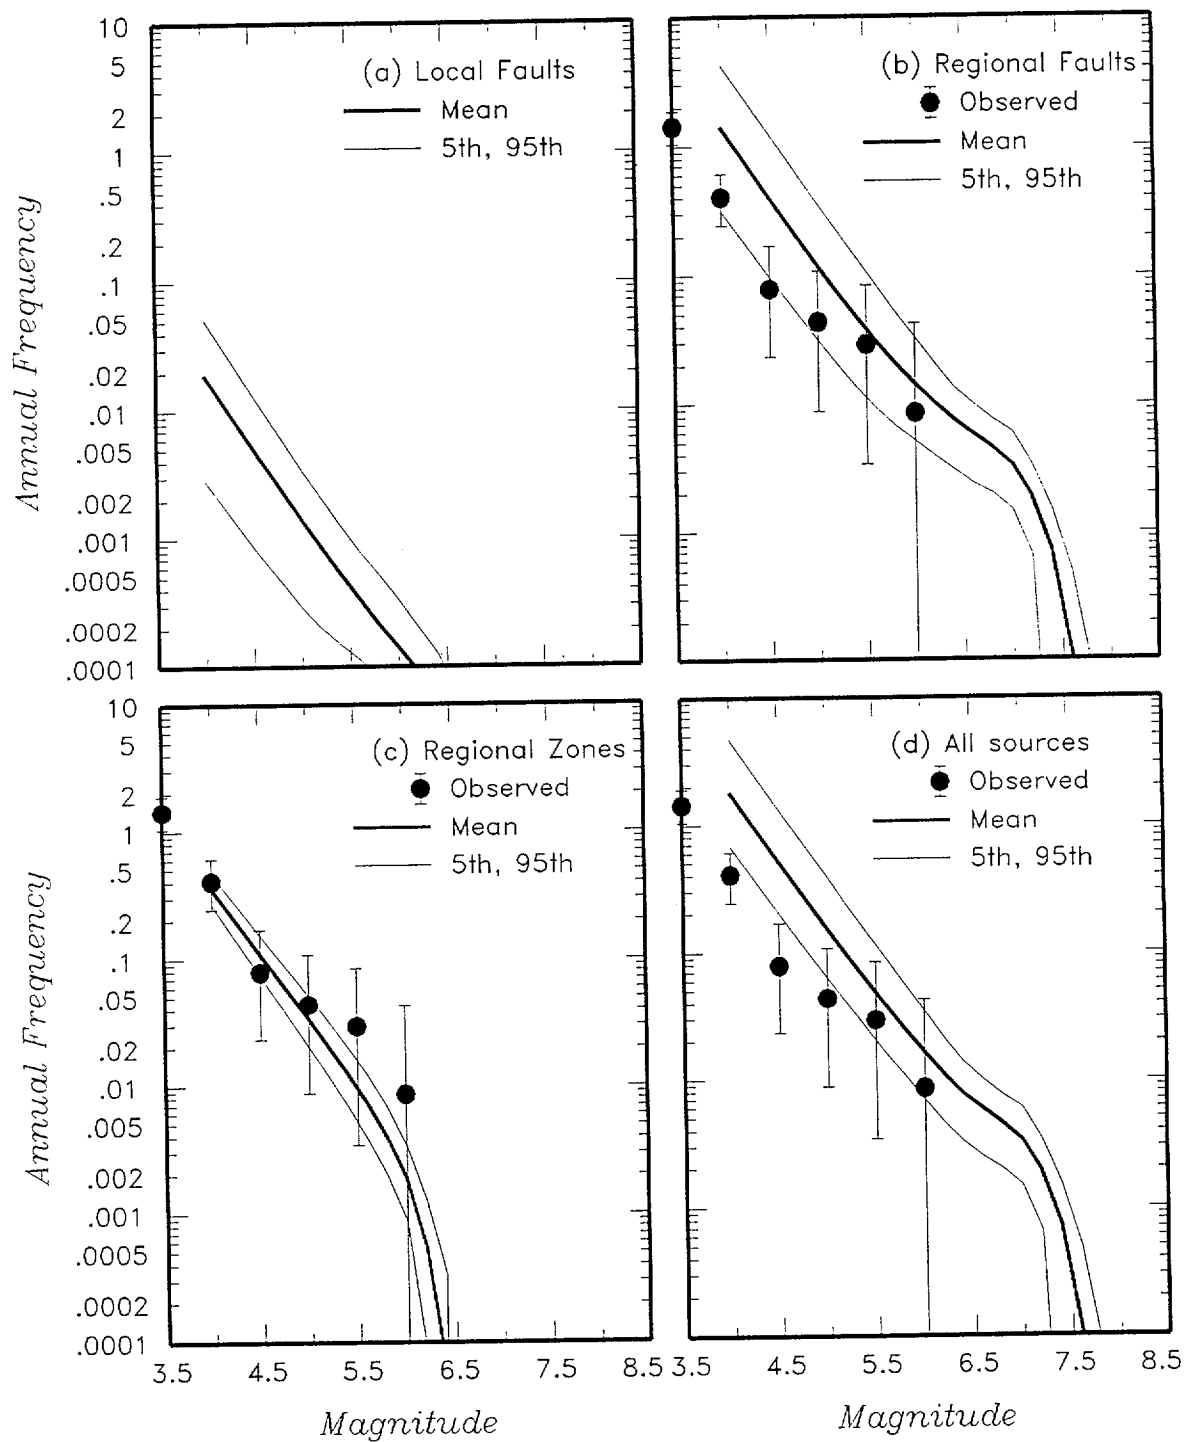 10
5
2
1
.5
.2
.1
.05
.02
.01
.005
.002
.001
.0005
.0002
.0001
Annual Frequency
(a) Local Faults
Mean
5th, 95th
(b) Regional Faults
Observed
Mean
5th, 95th
10
5
2
1
.5
.2
.1
.05
.02
.01
.005
.002
.001
.0005
.0002
.0001
Annual Frequency
(c) Regional Zones
Observed
Mean
5th, 95th
(d) All sources
Observed
Mean
5th, 95th
3.5 4.5 5.5 6.5 7.5 8.5
3.5 4.5 5.5 6.5 7.5 8.5
Magnitude
Magnitude